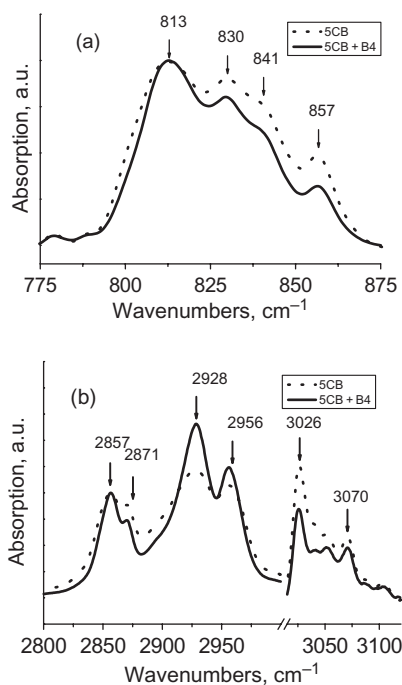 (a)
813
830
841
857
5CB
5CB + B4
Absorption, a.u.
775 800 825 850 875
Wavenumbers, cm⁻¹
(b)
2928
5CB
5CB + B4
2956
3026
2857
2871
3070
Absorption, a.u.
2800 2850 2900 2950 3050 3100
Wavenumbers, cm⁻¹